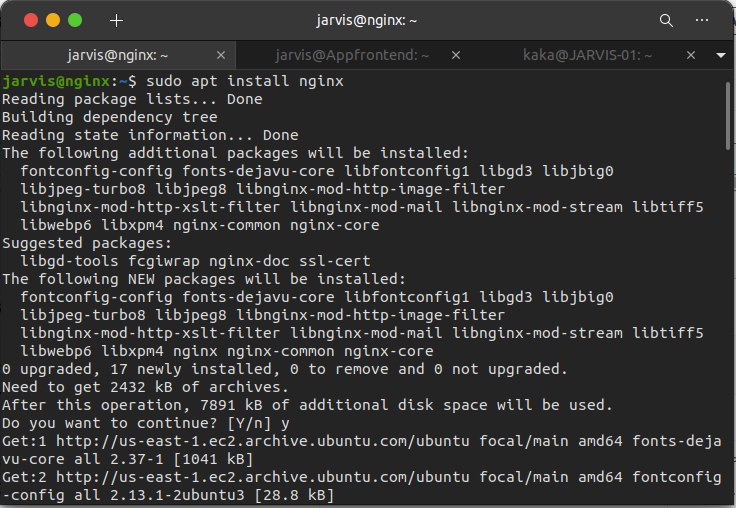 jarvis@nginx: ~
jarvis@nginx: ~ jarvis@Appfrontend: ~ kaka@JARVIS-01: ~
jarvis@nginx:~$ sudo apt install nginx
Reading package lists... Done
Building dependency tree
Reading state information... Done
The following additional packages will be installed:
  fontconfig-config fonts-dejavu-core libfontconfig1 libgd3 libjbig0
  libjpeg-turbo8 libjpeg8 libnginx-mod-http-image-filter
  libnginx-mod-http-xslt-filter libnginx-mod-mail libnginx-mod-stream libtiff5
  libwebp6 libxpm4 nginx-common nginx-core
Suggested packages:
  libgd-tools fcgiwrap nginx-doc ssl-cert
The following NEW packages will be installed:
  fontconfig-config fonts-dejavu-core libfontconfig1 libgd3 libjbig0
  libjpeg-turbo8 libjpeg8 libnginx-mod-http-image-filter
  libnginx-mod-http-xslt-filter libnginx-mod-mail libnginx-mod-stream libtiff5
  libwebp6 libxpm4 nginx nginx-common nginx-core
0 upgraded, 17 newly installed, 0 to remove and 0 not upgraded.
Need to get 2432 kB of archives.
After this operation, 7891 kB of additional disk space will be used.
Do you want to continue? [Y/n] y
Get:1 http://us-east-1.ec2.archive.ubuntu.com/ubuntu focal/main amd64 fonts-deja
vu-core all 2.37-1 [1041 kB]
Get:2 http://us-east-1.ec2.archive.ubuntu.com/ubuntu focal/main amd64 fontconfig
-config all 2.13.1-2ubuntu3 [28.8 kB]